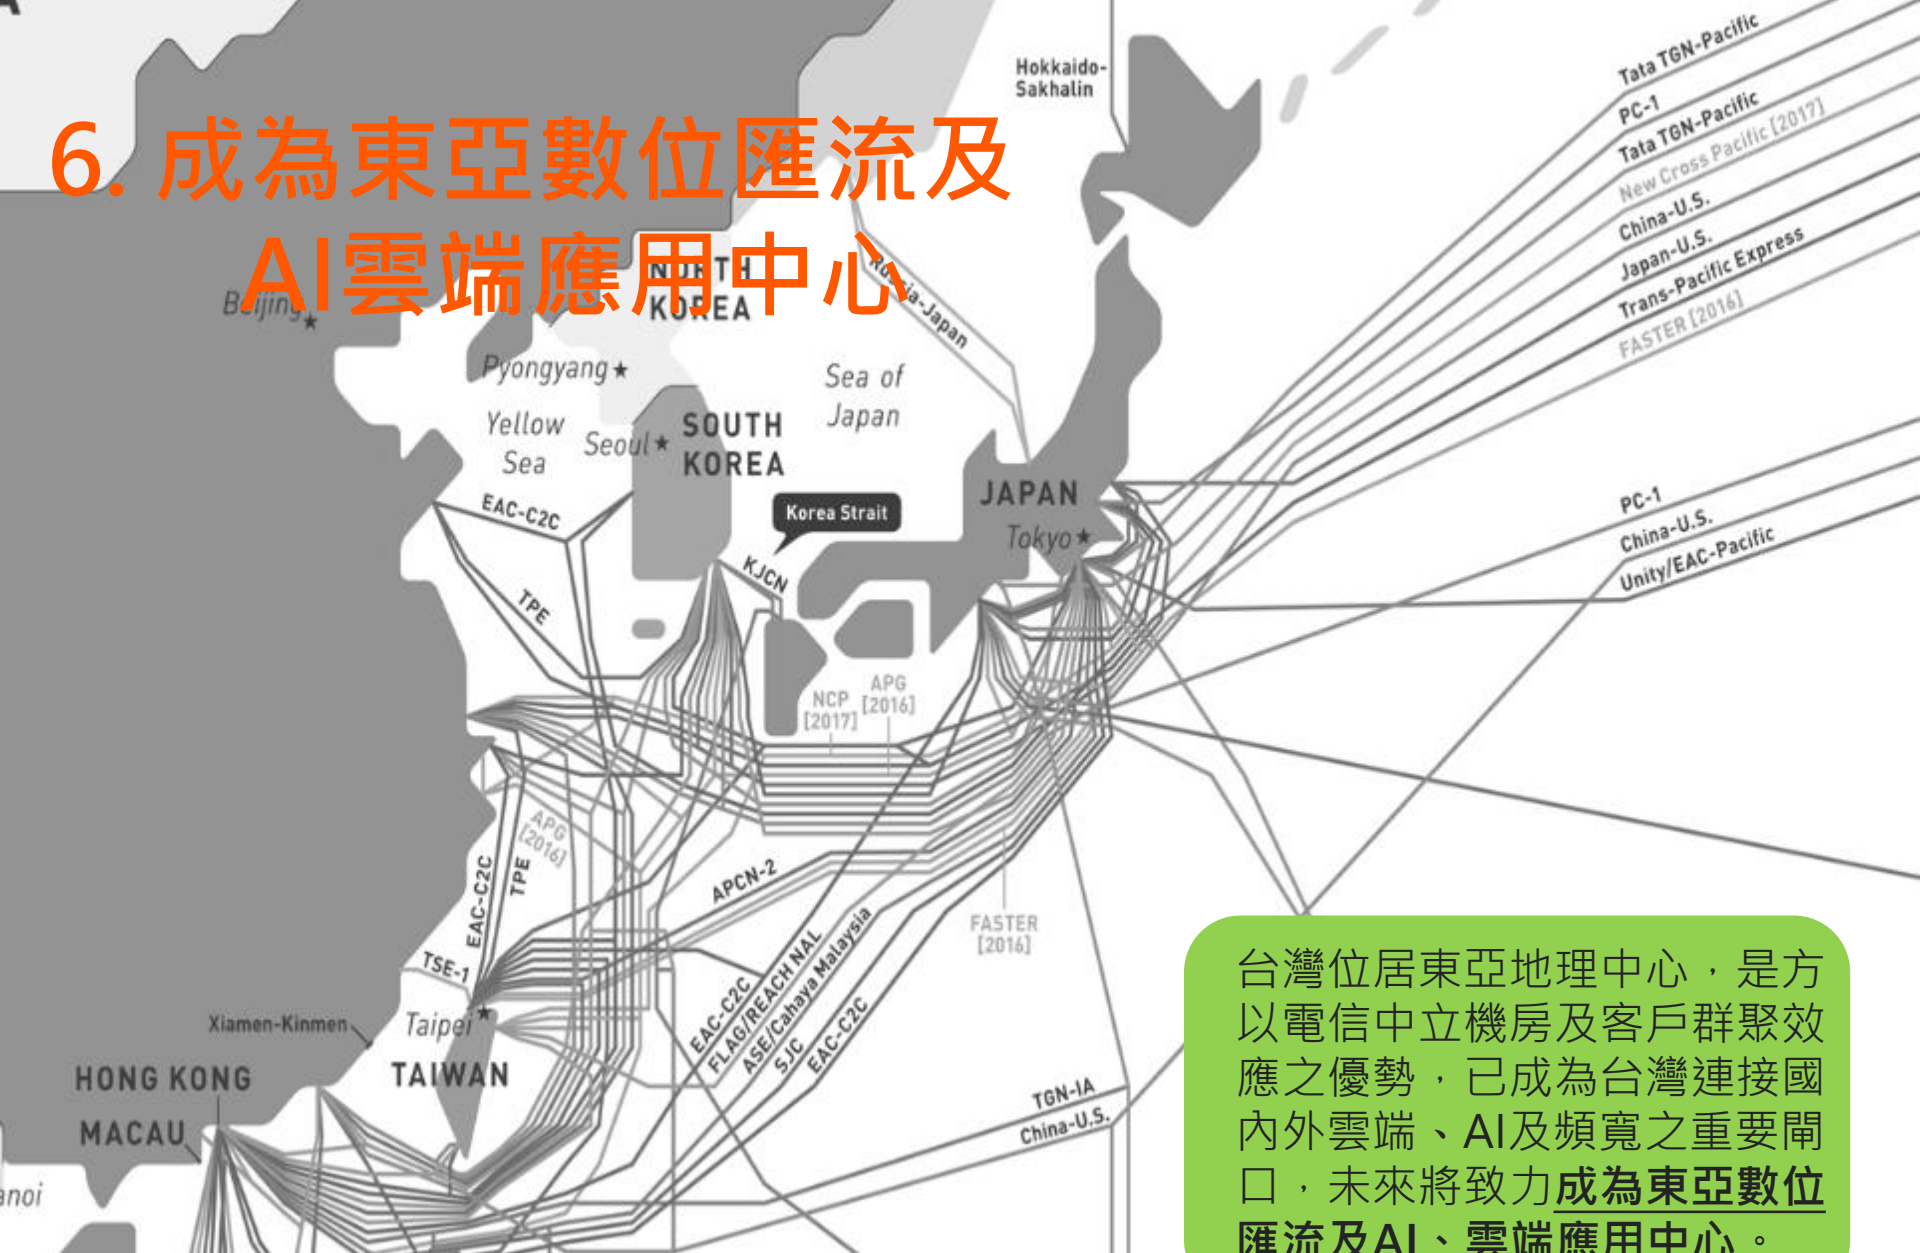 6. 成為東亞數位匯流及
AI雲端應用中心
Hokkaido-
Sakhalin
Tata TGN-Pacific
PC-1
Tata TGN-Pacific
New Cross Pacific [2017]
China-U.S.
Japan-U.S.
Trans-Pacific Express
FASTER [2016]
Beijing
NORTH
KOREA
Russia-Japan
Pyongyang
Sea of
Japan
Yellow
Sea
Seoul
SOUTH
KOREA
EAC-C2C
Korea Strait
JAPAN
Tokyo
PC-1
China-U.S.
Unity/EAC-Pacific
KJCN
TPE
NCP
[2017]
APG
[2016]
APG
[2016]
EAC-C2C
TPE
APCN-2
FASTER
[2016]
TSE-1
EAC-C2C
FLAG/REACH NAL
ASE/Cahaya Malaysia
SJC
EAC-C2C
Xiamen-Kinmen
Taipei
TAIWAN
HONG KONG
MACAU
TGN-IA
China-U.S.
anoi
台灣位居東亞地理中心，是方
以電信中立機房及客戶群聚效
應之優勢，已成為台灣連接國
內外雲端、AI及頻寬之重要閘
口，未來將致力成為東亞數位
匯流及AI、雲端應用中心。